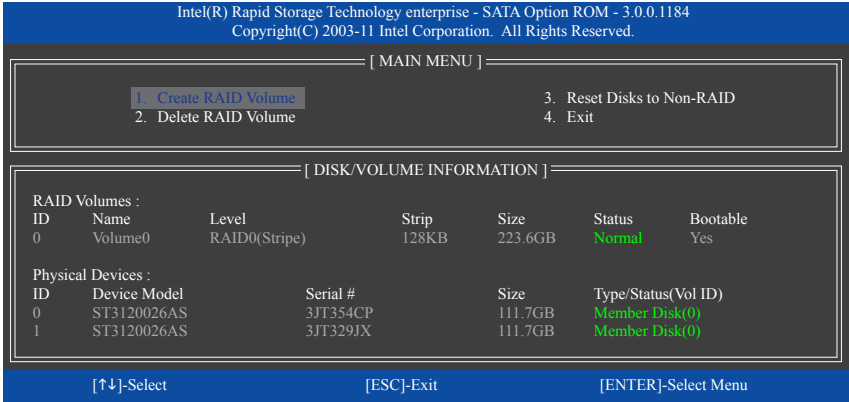 Intel(R) Rapid Storage Technology enterprise - SATA Option ROM - 3.0.0.1184
Copyright(C) 2003-11 Intel Corporation.  All Rights Reserved.
[ MAIN MENU ]
1.  Create RAID Volume    3.  Reset Disks to Non-RAID
2.  Delete RAID Volume    4.  Exit
[ DISK/VOLUME INFORMATION ]
RAID Volumes :
ID    Name    Level    Strip    Size    Status    Bootable
0    Volume0    RAID0(Stripe)    128KB    223.6GB    Normal    Yes
Physical Devices :
ID    Device Model    Serial #    Size    Type/Status(Vol ID)
0    ST3120026AS    3JT354CP    111.7GB    Member Disk(0)
1    ST3120026AS    3JT329JX    111.7GB    Member Disk(0)
[↑↓]-Select    [ESC]-Exit    [ENTER]-Select Menu